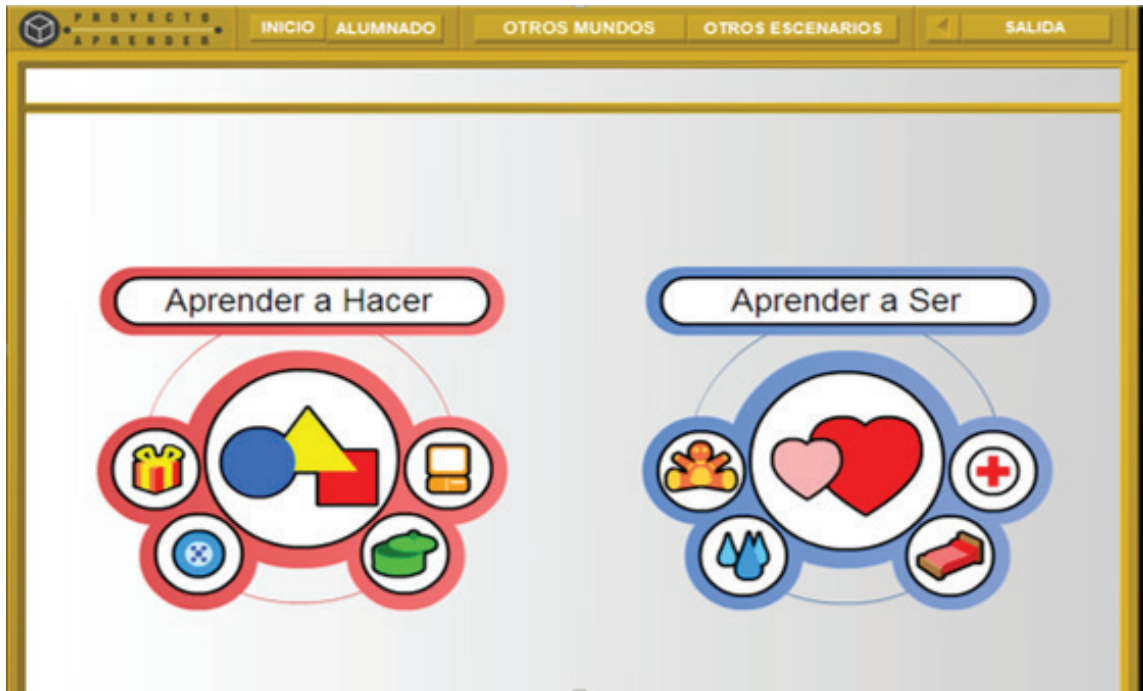 PROYECTO
APRENDER
INICIO ALUMNADO OTROS MUNDOS OTROS ESCENARIOS SALIDA
Aprender a Hacer
Aprender a Ser